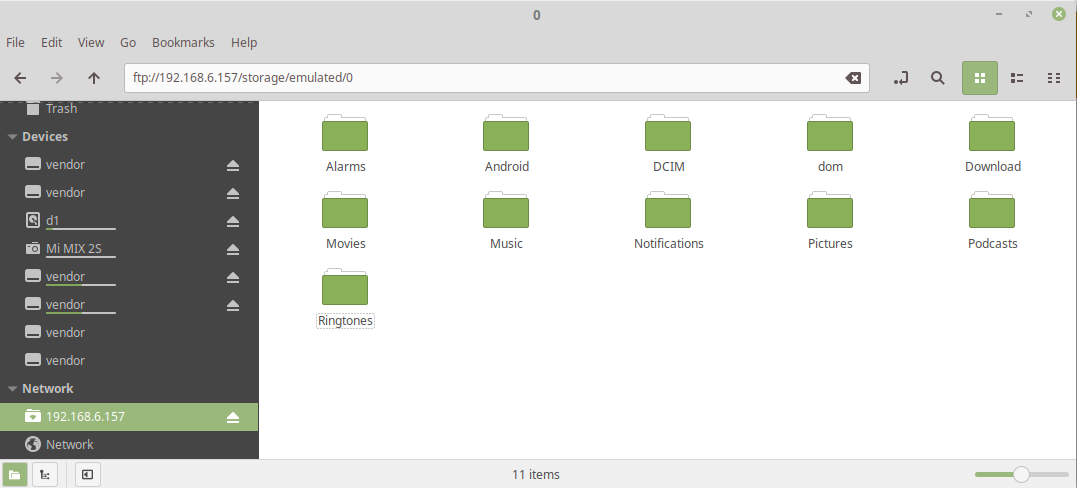 0
File Edit View Go Bookmarks Help
ftp://192.168.6.157/storage/emulated/0
Trash
Devices
vendor
vendor
d1
Mi MIX 2S
vendor
vendor
vendor
vendor
Network
192.168.6.157
Network
Alarms Android DCIM dom Download
Movies Music Notifications Pictures Podcasts
Ringtones
11 items